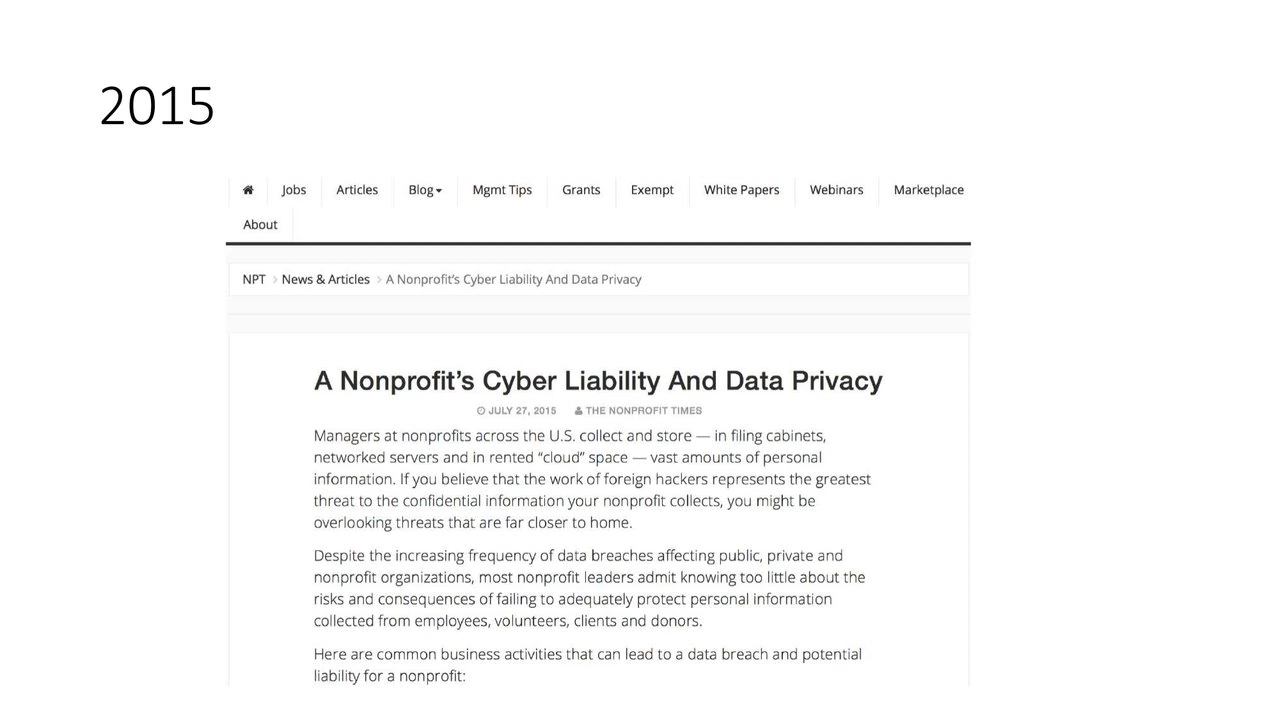 2015
Jobs Articles Blog Mgmt Tips Grants Exempt White Papers Webinars Marketplace
About
NPT > News & Articles > A Nonprofit’s Cyber Liability And Data Privacy
A Nonprofit’s Cyber Liability And Data Privacy
JULY 27, 2015 THE NONPROFIT TIMES
Managers at nonprofits across the U.S. collect and store — in filing cabinets,
networked servers and in rented “cloud” space — vast amounts of personal
information. If you believe that the work of foreign hackers represents the greatest
threat to the confidential information your nonprofit collects, you might be
overlooking threats that are far closer to home.
Despite the increasing frequency of data breaches affecting public, private and
nonprofit organizations, most nonprofit leaders admit knowing too little about the
risks and consequences of failing to adequately protect personal information
collected from employees, volunteers, clients and donors.
Here are common business activities that can lead to a data breach and potential
liability for a nonprofit: